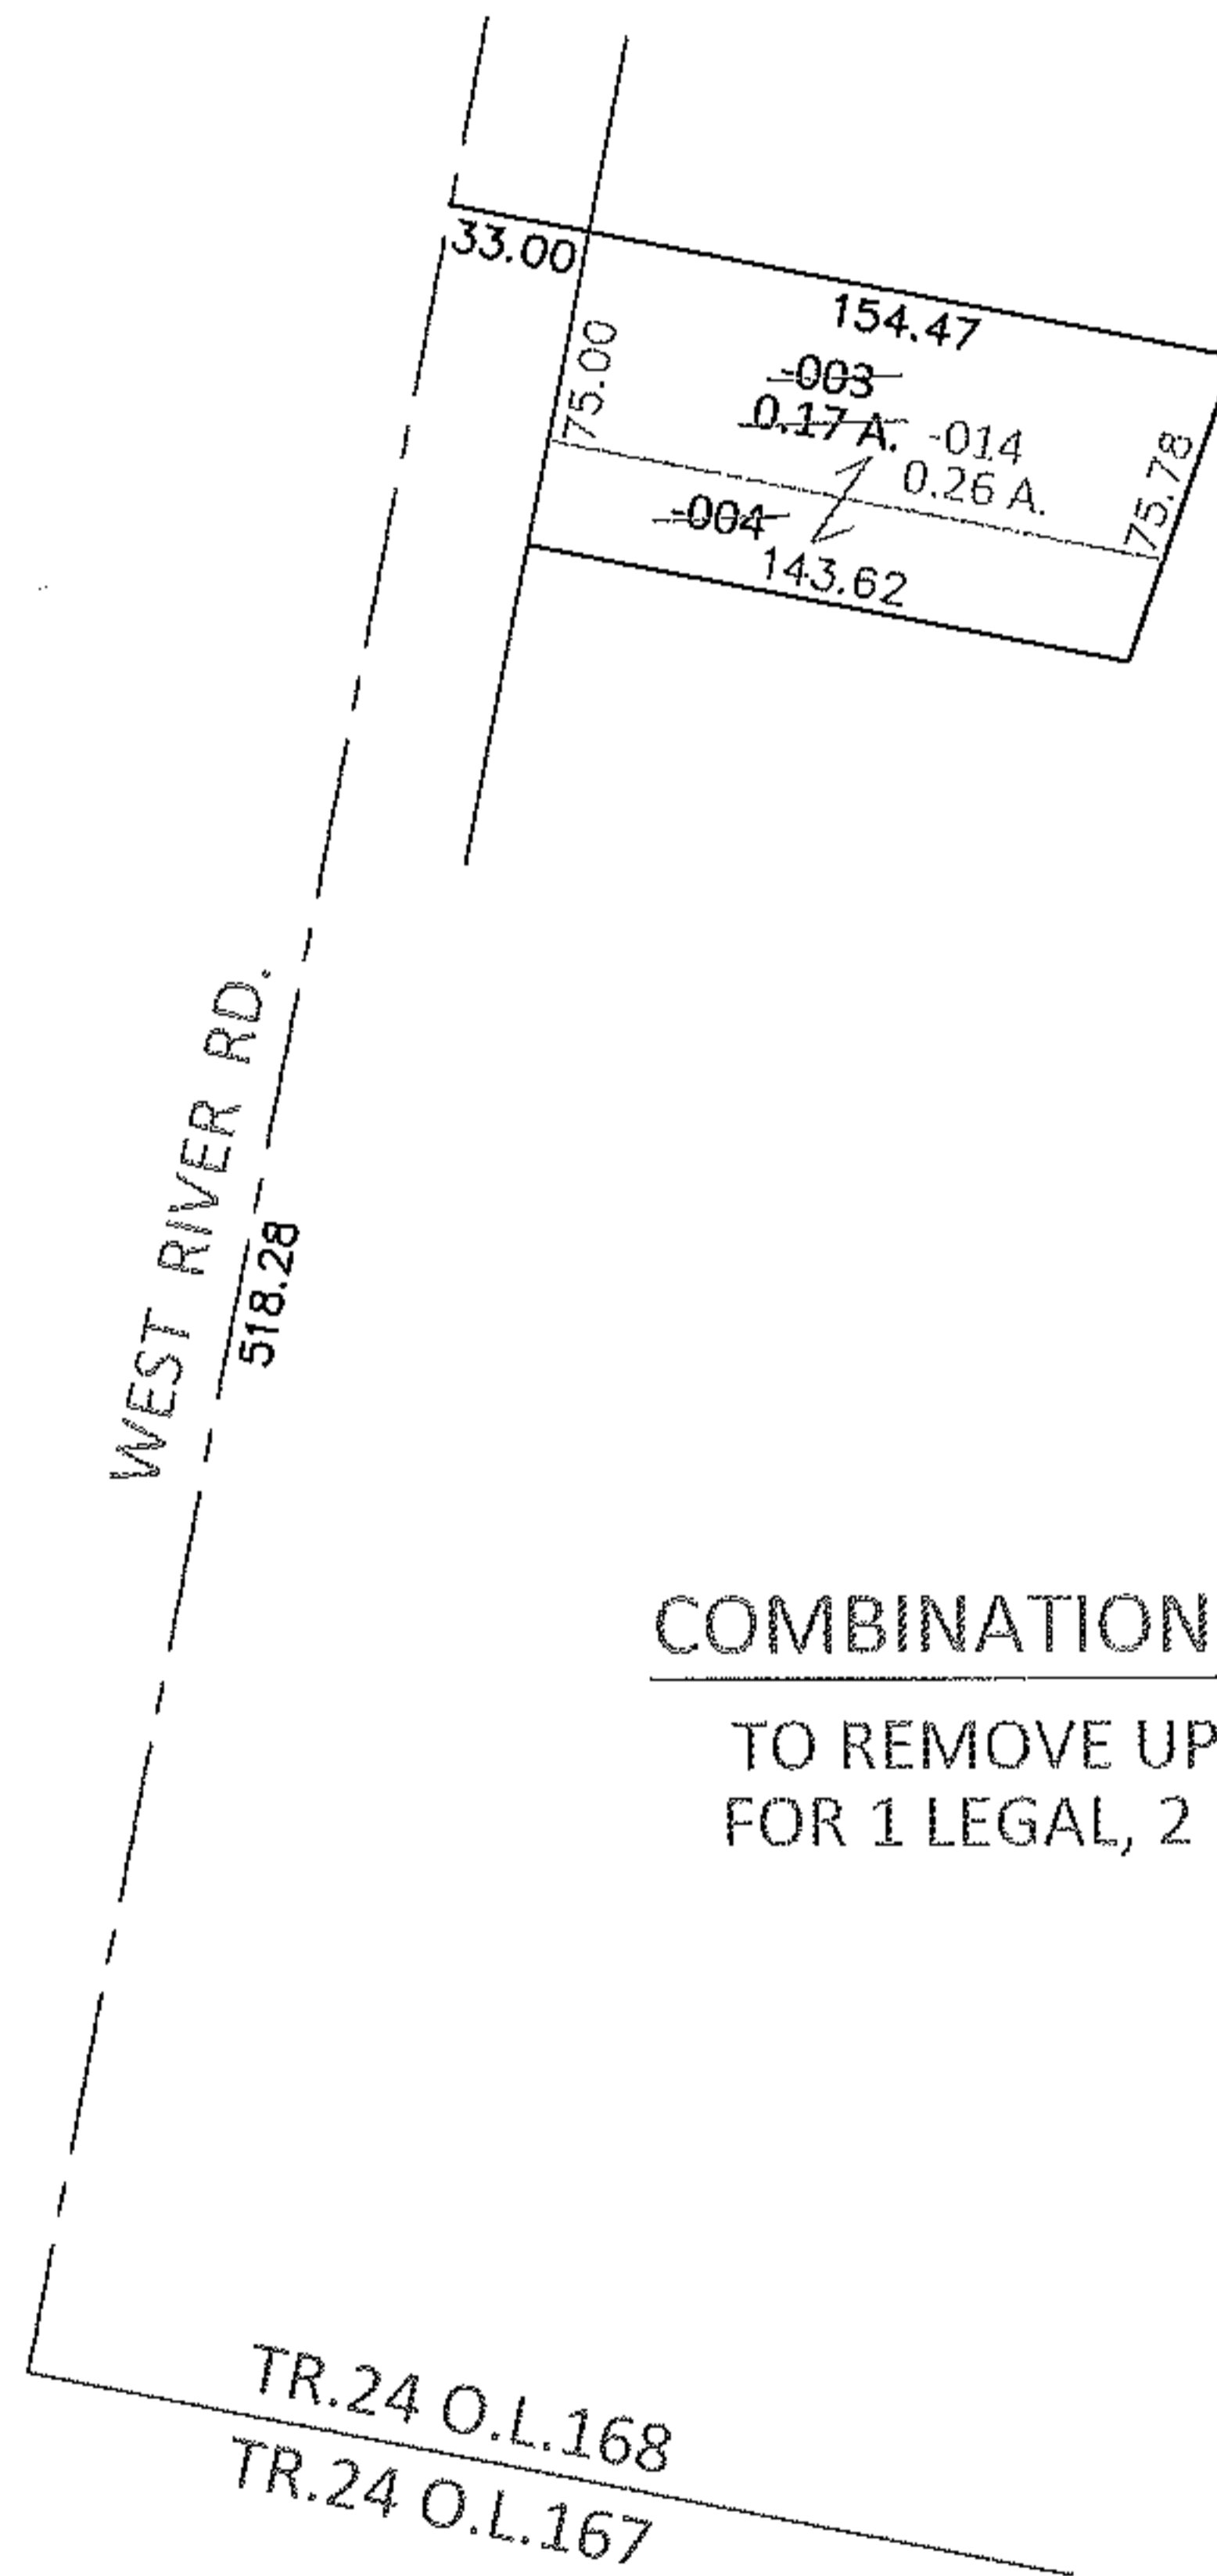 33.00
154.47
75.00
-003
0.17 A.
-014
0.26 A.
75.78
-004
143.62
WEST RIVER RD.
518.28
COMBINATION
TO REMOVE UP
FOR 1 LEGAL, 2
TR.24 O.L.168
TR.24 O.L.167